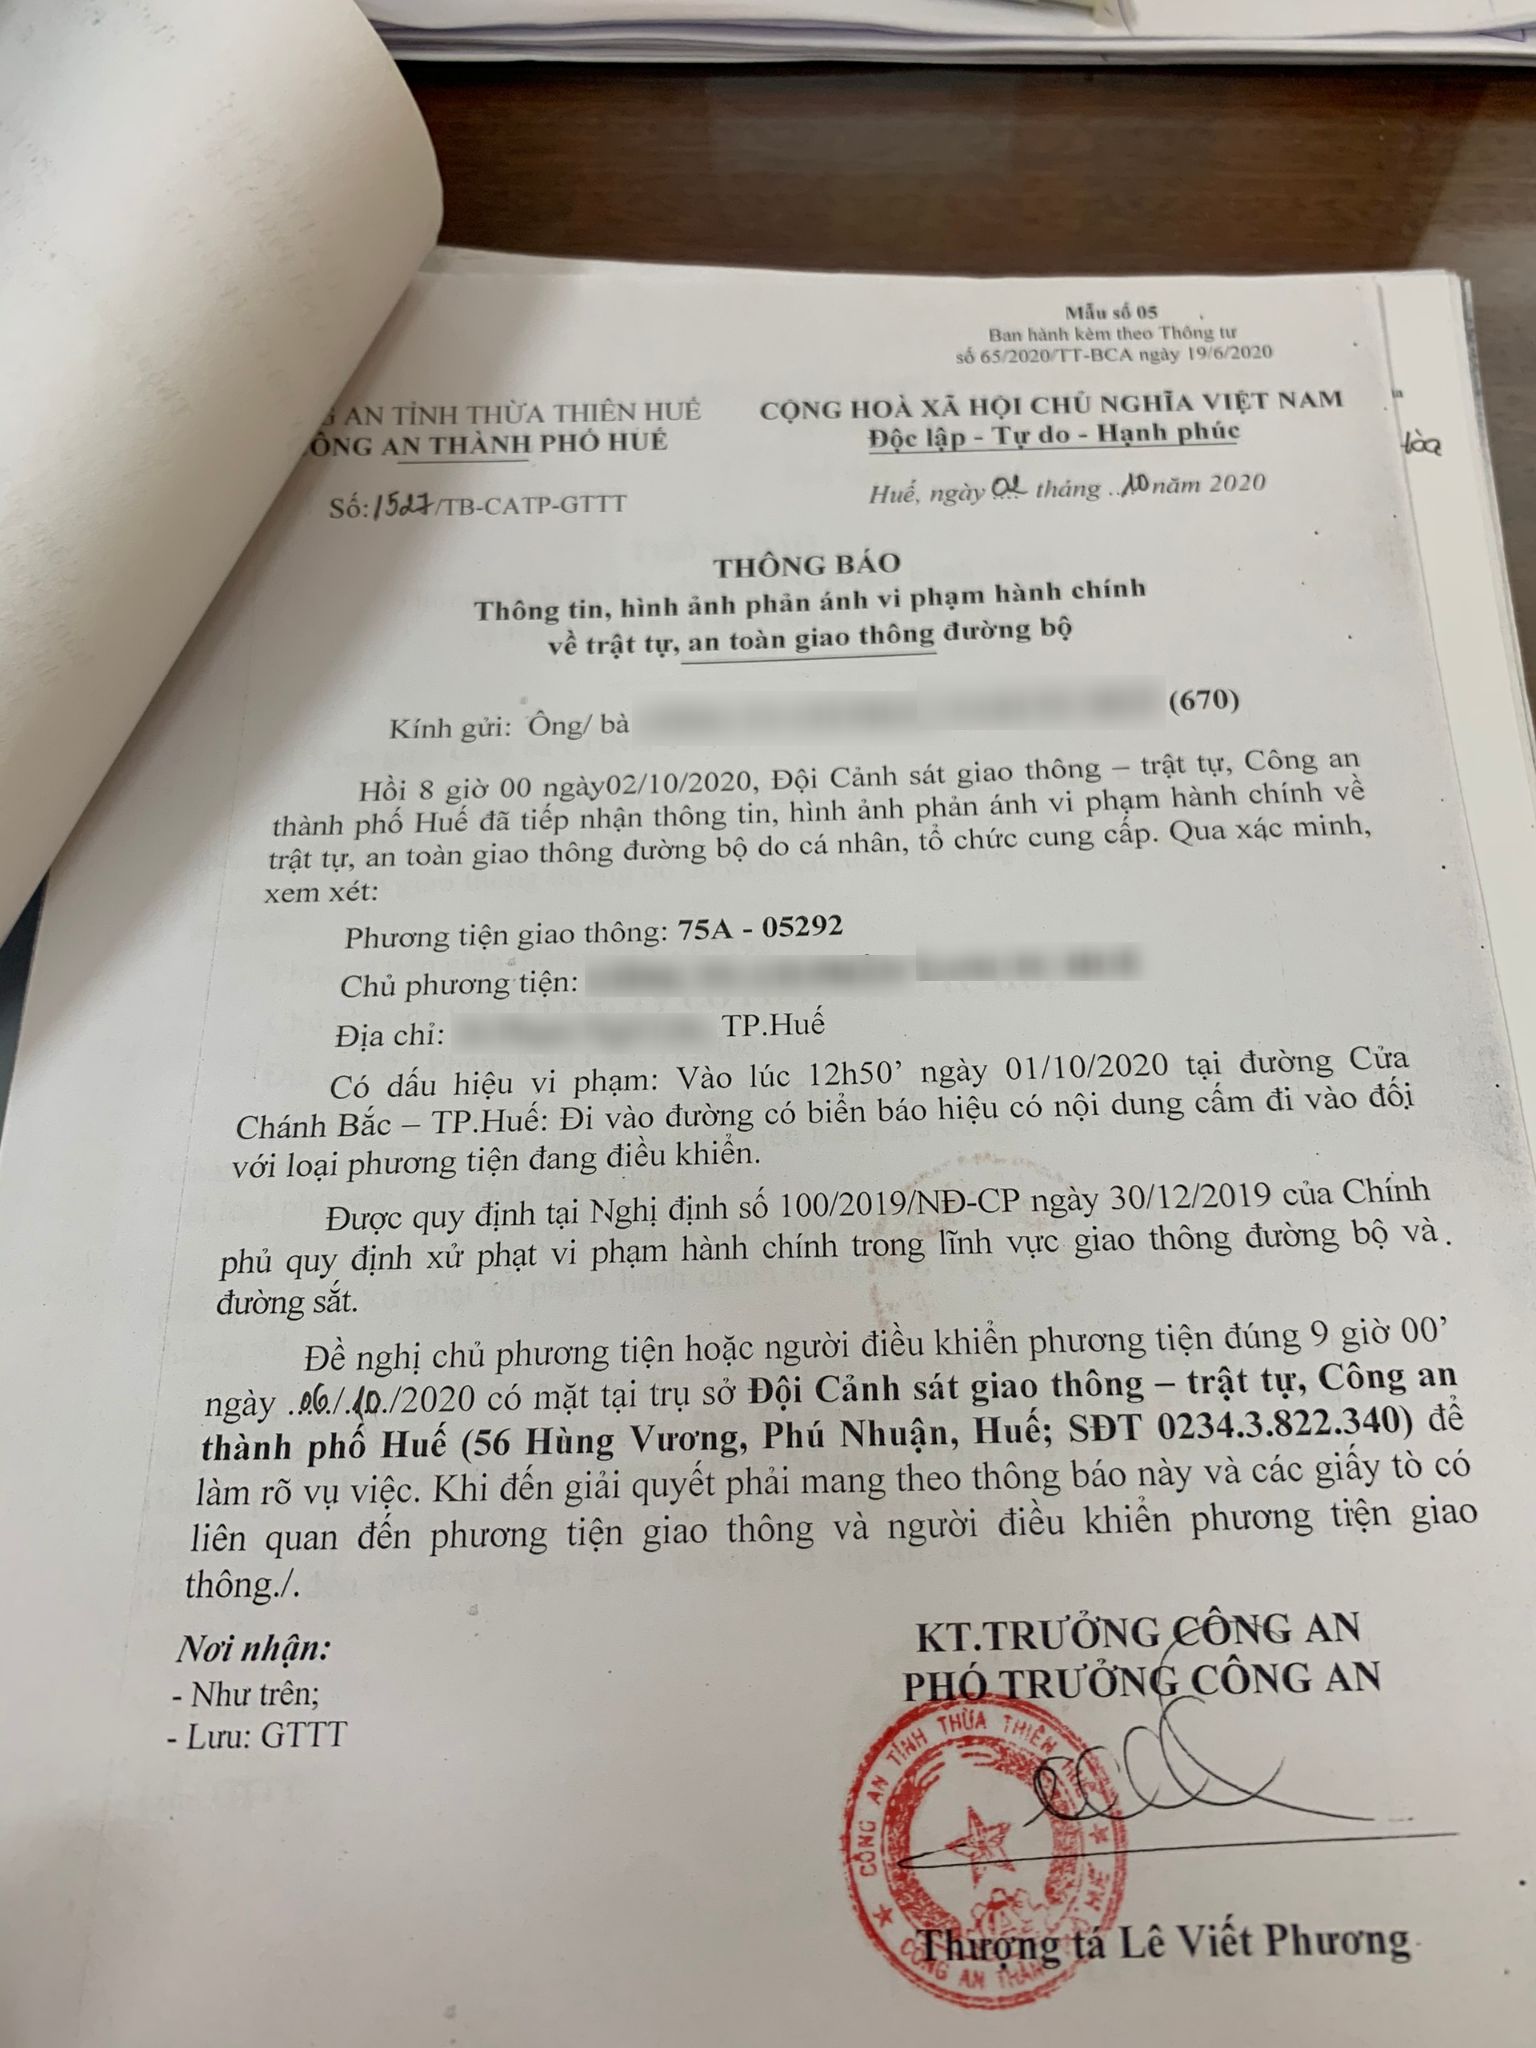 Mẫu số 05
Ban hành kèm theo Thông tư
số 65/2020/TT-BCA ngày 19/6/2020
G AN TỈNH THỪA THIÊN HUẾ
ÔNG AN THÀNH PHỐ HUẾ
CỘNG HOÀ XÃ HỘI CHỦ NGHĨA VIỆT NAM
Độc lập - Tự do - Hạnh phúc
Số:1527/TB-CATP-GTTT
Huế, ngày 02 tháng ..10 năm 2020
THÔNG BÁO
Thông tin, hình ảnh phản ánh vi phạm hành chính
về trật tự, an toàn giao thông đường bộ
Kính gửi: Ông/ bà (670)
Hồi 8 giờ 00 ngày02/10/2020, Đội Cảnh sát giao thông – trật tự, Công an
thành phố Huế đã tiếp nhận thông tin, hình ảnh phản ánh vi phạm hành chính về
trật tự, an toàn giao thông đường bộ do cá nhân, tổ chức cung cấp. Qua xác minh,
xem xét:
Phương tiện giao thông: 75A - 05292
Chủ phương tiện:
Địa chỉ: TP.Huế
Có dấu hiệu vi phạm: Vào lúc 12h50’ ngày 01/10/2020 tại đường Cửa
Chánh Bắc – TP.Huế: Đi vào đường có biển báo hiệu có nội dung cấm đi vào đối
với loại phương tiện đang điều khiển.
Được quy định tại Nghị định số 100/2019/NĐ-CP ngày 30/12/2019 của Chính
phủ quy định xử phạt vi phạm hành chính trong lĩnh vực giao thông đường bộ và
đường sắt.
Đề nghị chủ phương tiện hoặc người điều khiển phương tiện đúng 9 giờ 00’
ngày .06./.10./2020 có mặt tại trụ sở Đội Cảnh sát giao thông – trật tự, Công an
thành phố Huế (56 Hùng Vương, Phú Nhuận, Huế; SĐT 0234.3.822.340) để
làm rõ vụ việc. Khi đến giải quyết phải mang theo thông báo này và các giấy tờ có
liên quan đến phương tiện giao thông và người điều khiển phương tiện giao
thông./.
Nơi nhận:
- Như trên;
- Lưu: GTTT
KT.TRƯỞNG CÔNG AN
PHÓ TRƯỞNG CÔNG AN
CÔNG AN TỈNH THỪA THIÊN HUẾ
CÔNG AN THÀNH PHỐ HUẾ
Thượng tá Lê Viết Phương